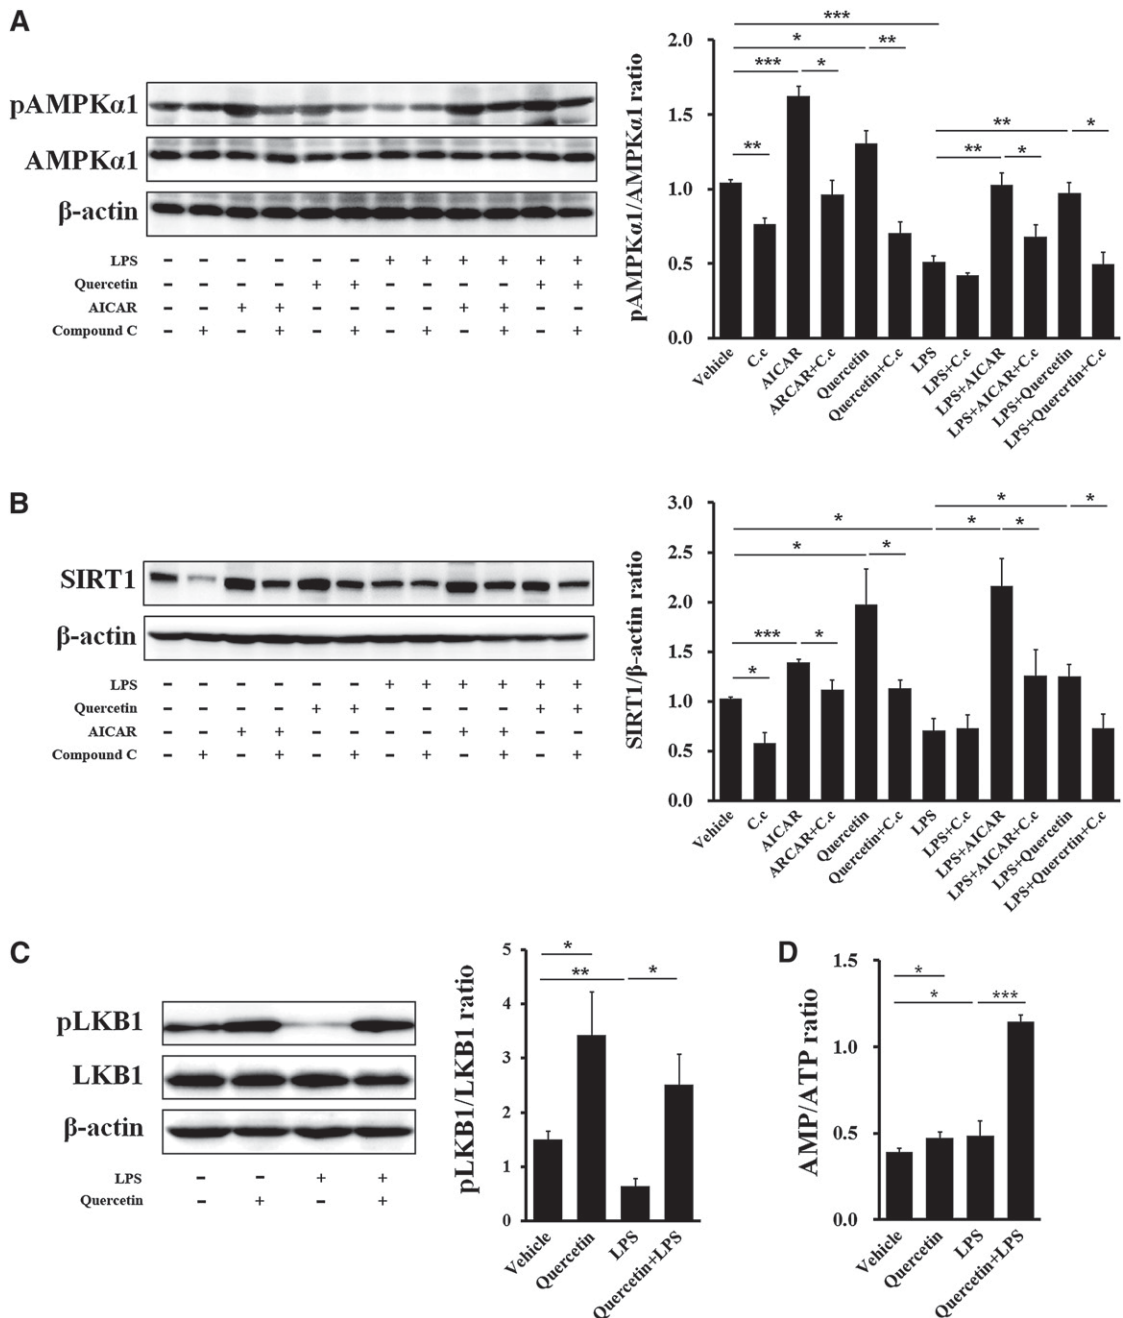 A
pAMPKα1
AMPKα1
β-actin
LPS - - - - - - + + + + + +
Quercetin - - - - + + - - - - + +
AICAR - - + + - - - - + + - -
Compound C - + - + - + - + - + - +
pAMPKα1/AMPKα1 ratio
2.0
1.5
1.0
0.5
0.0
***
* **
*** *
** *
** ** *
Vehicle
C.c
AICAR
ARCAR+C.c
Quercetin
Quercetin+C.c
LPS
LPS+C.c
LPS+AICAR
LPS+AICAR+C.c
LPS+Quercetin
LPS+Quercrtin+C.c
B
SIRT1
β-actin
LPS - - - - - - + + + + + +
Quercetin - - - - + + - - - - + +
AICAR - - + + - - - - + + - -
Compound C - + - + - + - + - + - +
SIRT1/β-actin ratio
3.0
2.5
2.0
1.5
1.0
0.5
0.0
* *
* * *
* *
*** *
*
Vehicle
C.c
AICAR
ARCAR+C.c
Quercetin
Quercetin+C.c
LPS
LPS+C.c
LPS+AICAR
LPS+AICAR+C.c
LPS+Quercetin
LPS+Quercrtin+C.c
C
pLKB1
LKB1
β-actin
LPS - - + +
Quercetin - + - +
pLKB1/LKB1 ratio
5
4
3
2
1
0
*
** *
Vehicle
Quercetin
LPS
Quercetin+LPS
D
AMP/ATP ratio
1.5
1.0
0.5
0.0
*
* ***
Vehicle
Quercetin
LPS
Quercetin+LPS